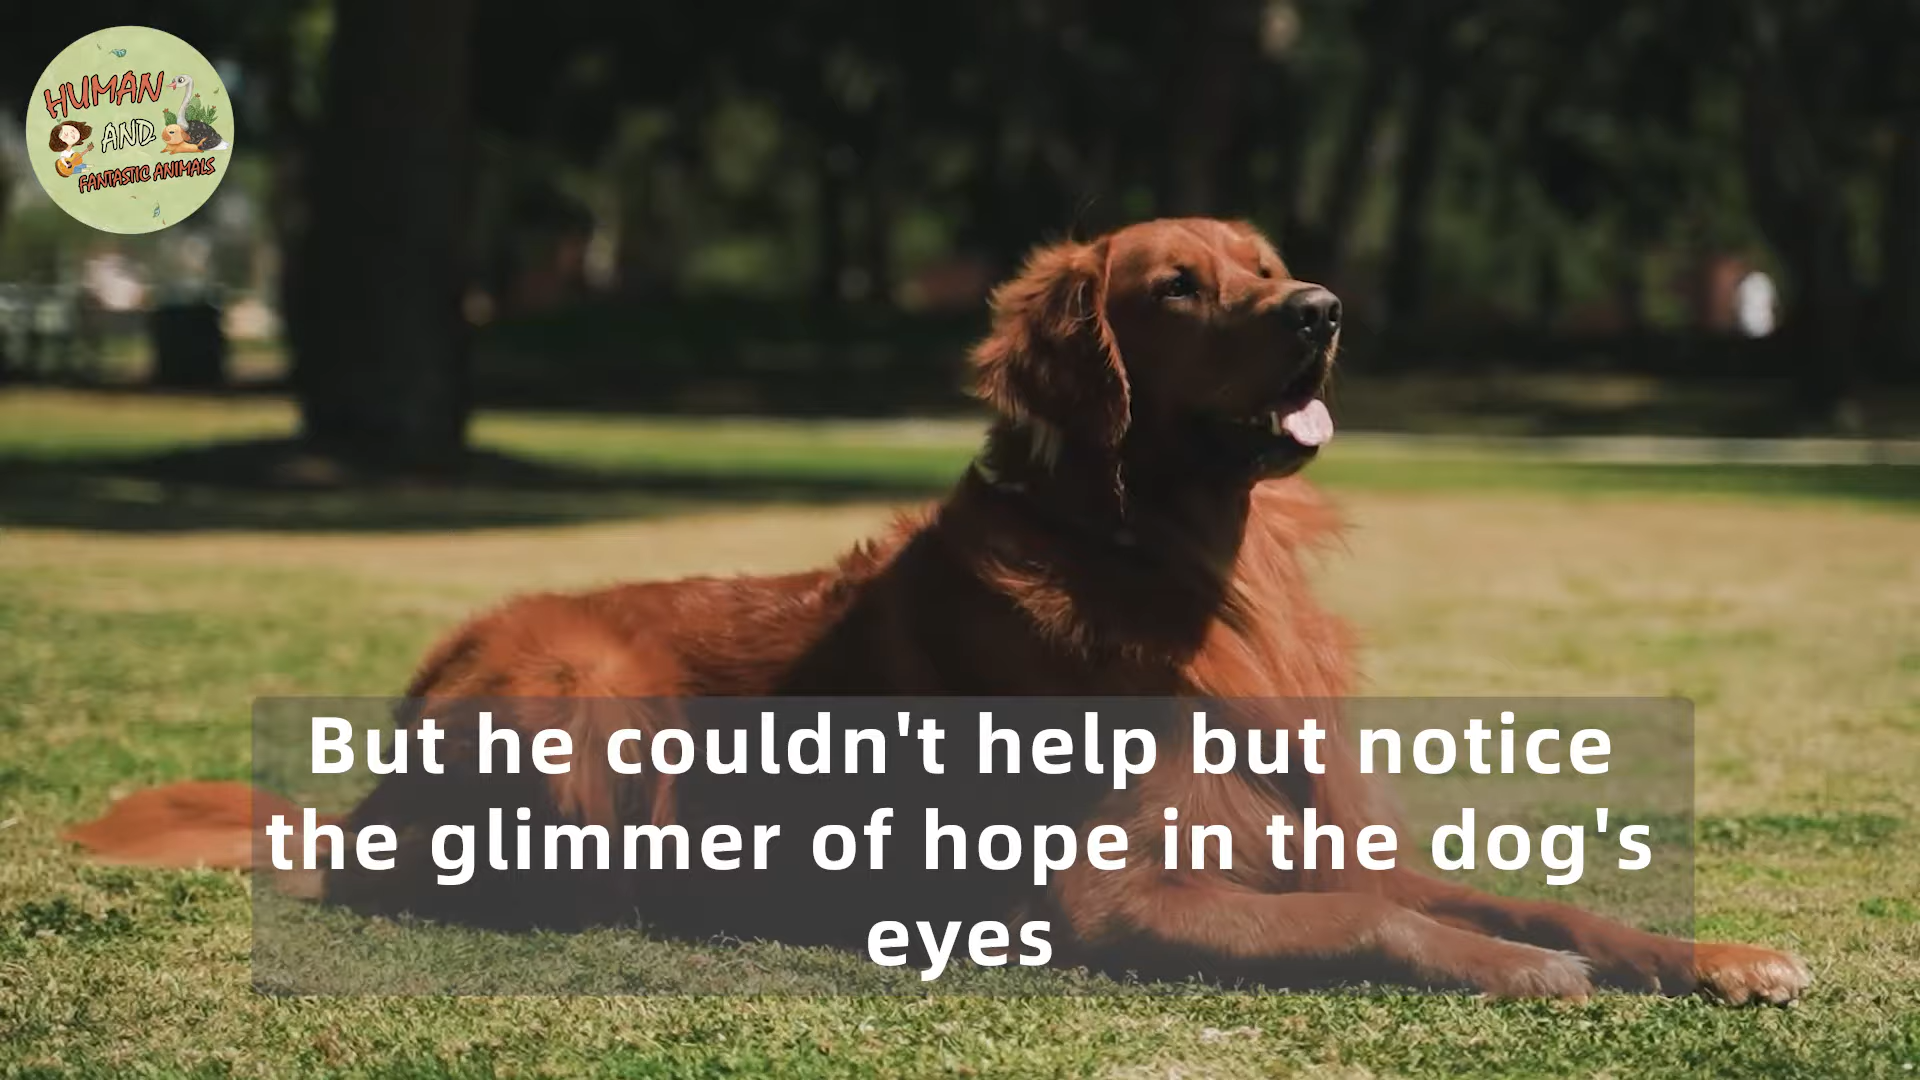 HUMAN
AND
FANTASTIC ANIMALS
But he couldn't help but notice
the glimmer of hope in the dog's
eyes